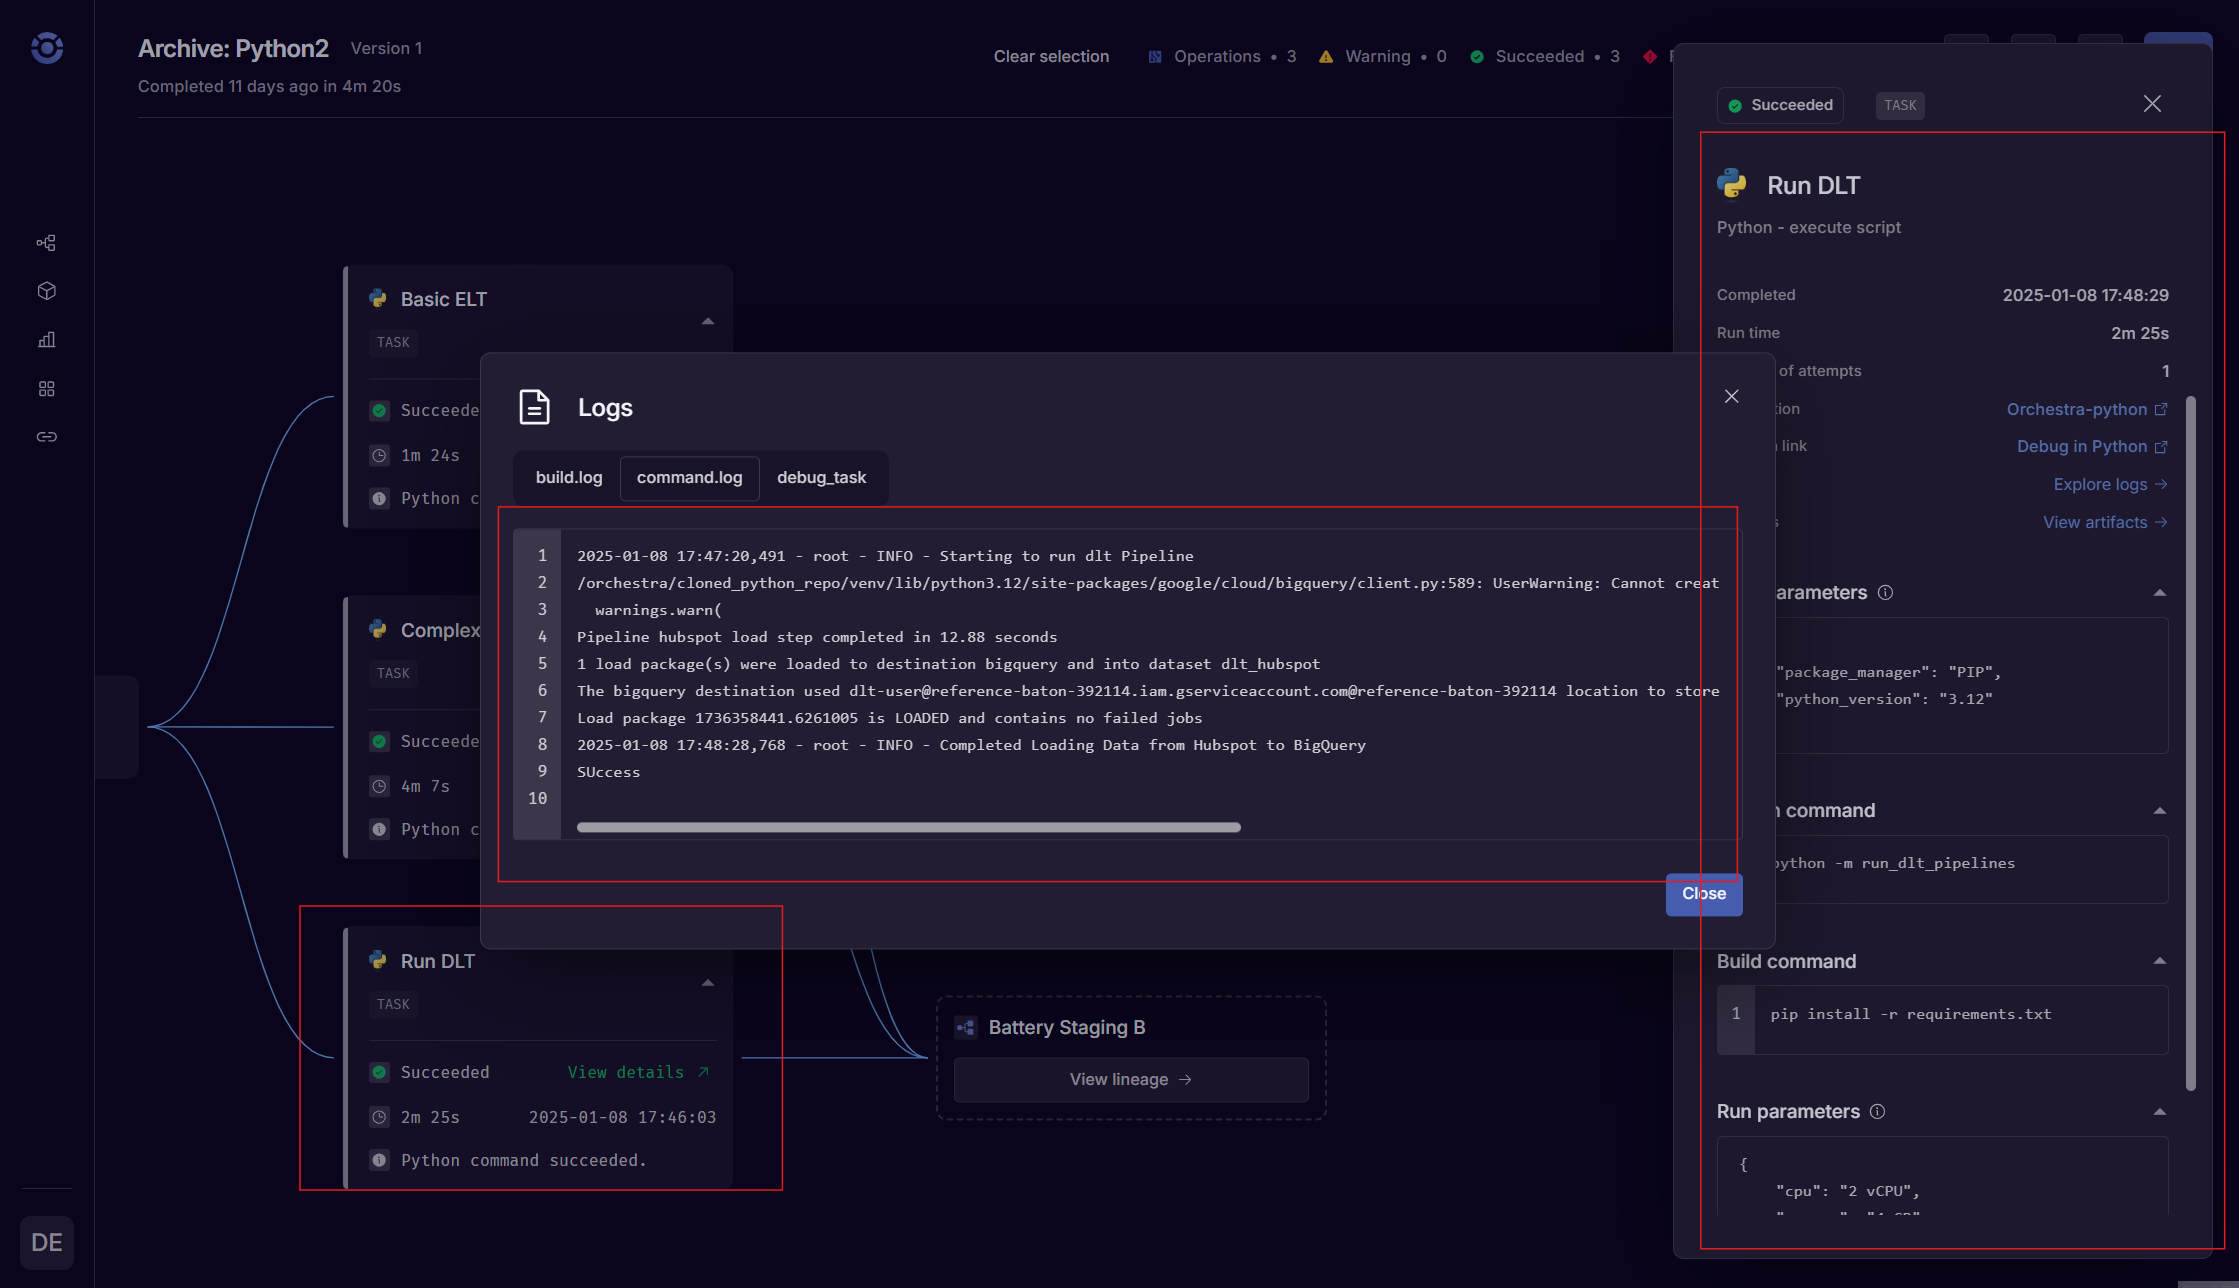 Archive: Python2 Version 1
Completed 11 days ago in 4m 20s
Clear selection Operations • 3 Warning • 0 Succeeded • 3
Succeeded TASK
Run DLT
Python - execute script
Completed 2025-01-08 17:48:29
Run time 2m 25s
of attempts 1
Orchestra-python
link Debug in Python
Explore logs →
View artifacts →
"package_manager": "PIP",
"python_version": "3.12"
command
python -m run_dlt_pipelines
Build command
1 pip install -r requirements.txt
Run parameters
{
"cpu": "2 vCPU",
Basic ELT
TASK
1m 24s
Python
Complex
TASK
4m 7s
Python
Logs
build.log command.log debug_task
1 2025-01-08 17:47:20,491 - root - INFO - Starting to run dlt Pipeline
2 /orchestra/cloned_python_repo/venv/lib/python3.12/site-packages/google/cloud/bigquery/client.py:589: UserWarning: Cannot creat
3 warnings.warn(
4 Pipeline hubspot load step completed in 12.88 seconds
5 1 load package(s) were loaded to destination bigquery and into dataset dlt_hubspot
6 The bigquery destination used dlt-user@reference-baton-392114.iam.gserviceaccount.com@reference-baton-392114 location to store
7 Load package 1736358441.6261005 is LOADED and contains no failed jobs
8 2025-01-08 17:48:28,768 - root - INFO - Completed Loading Data from Hubspot to BigQuery
9 SUccess
10
Close
Run DLT
TASK
Succeeded View details ↗
2m 25s 2025-01-08 17:46:03
Python command succeeded.
Battery Staging B
View lineage →
DE